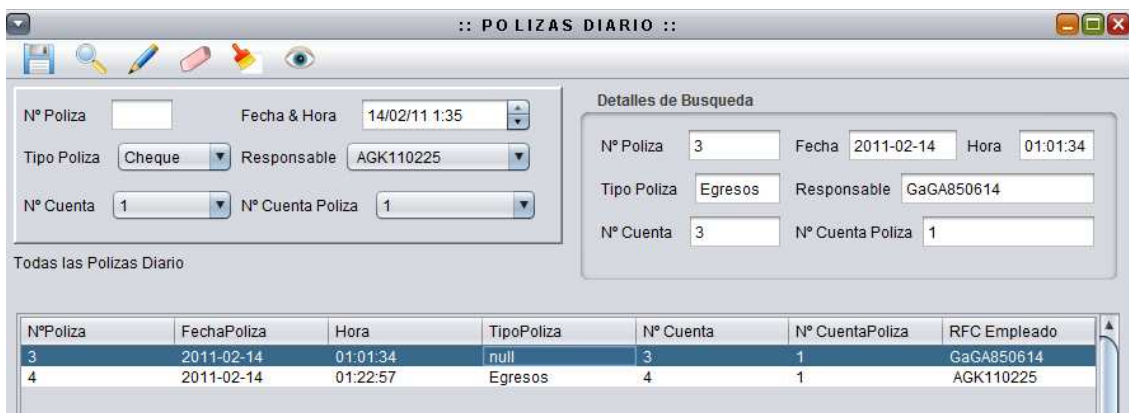 :: POLIZAS DIARIO ::
Nº Poliza Fecha & Hora 14/02/11 1:35
Tipo Poliza Cheque Responsable AGK110225
Nº Cuenta 1 Nº Cuenta Poliza 1
Detalles de Busqueda
Nº Poliza 3 Fecha 2011-02-14 Hora 01:01:34
Tipo Poliza Egresos Responsable GaGA850614
Nº Cuenta 3 Nº Cuenta Poliza 1
Todas las Polizas Diario
NºPoliza FechaPoliza Hora TipoPoliza Nº Cuenta Nº CuentaPoliza RFC Empleado
3 2011-02-14 01:01:34 null 3 1 GaGA850614
4 2011-02-14 01:22:57 Egresos 4 1 AGK110225